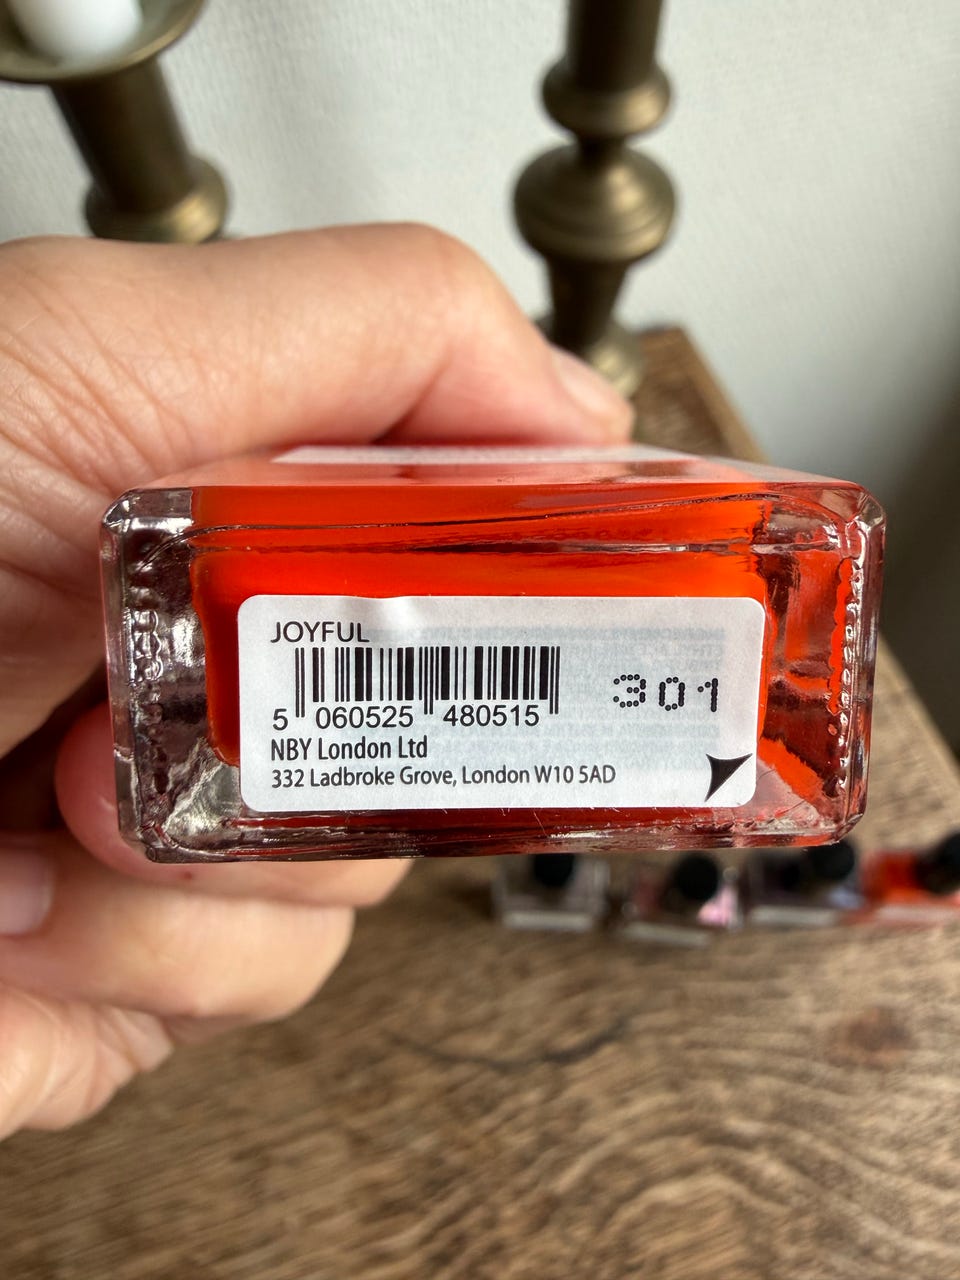 JOYFUL
5 060525 480515
301
NBY London Ltd
332 Ladbroke Grove, London W10 5AD